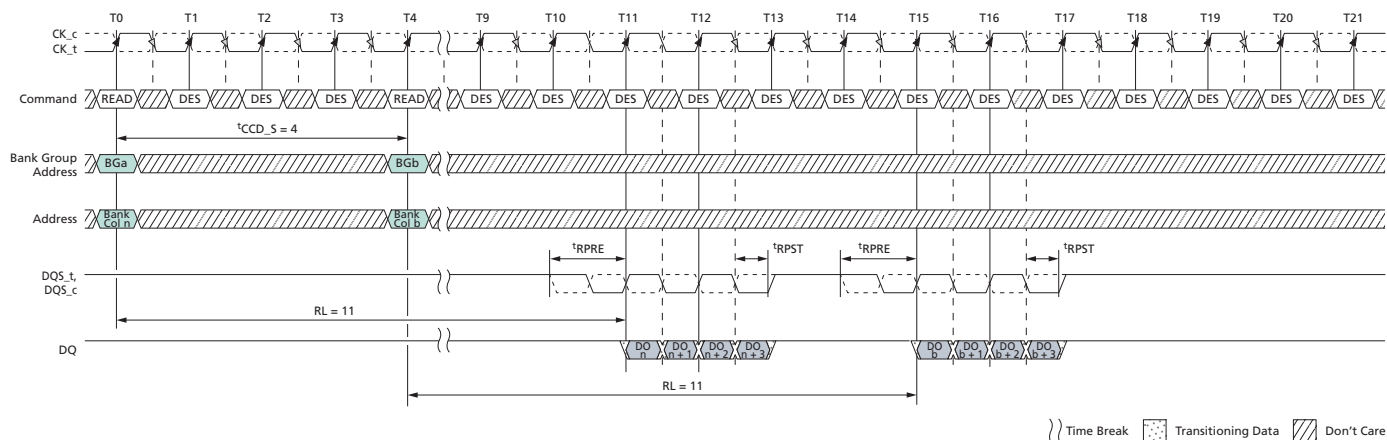 T0 T1 T2 T3 T4 T9 T10 T11 T12 T13 T14 T15 T16 T17 T18 T19 T20 T21
CK_c
CK_t
Command READ DES DES DES READ DES DES DES DES DES DES DES DES DES DES DES DES DES
tCCD_S = 4
Bank Group
Address
BGa BGb
Address
Bank
Col n
Bank
Col b
tRPRE tRPST tRPRE tRPST
DQS_t,
DQS_c
RL = 11
DQ
DO
n
DO
n + 1
DO
n + 2
DO
n + 3
DO
b
DO
b + 1
DO
b + 2
DO
b + 3
RL = 11
Time Break Transitioning Data Don't Care